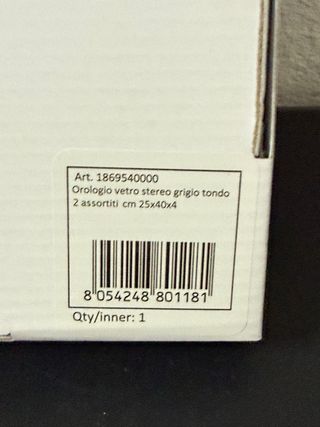 Art. 1869540000
Orologio vetro stereo grigio tondo
2 assortiti cm 25x40x4
8 054248 801181
Qty/inner: 1